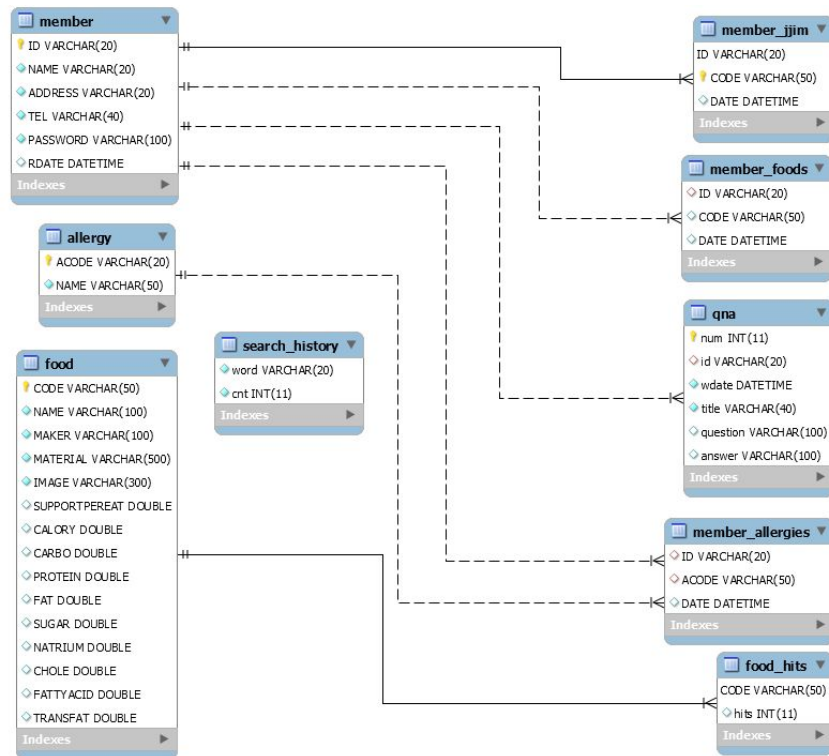 member
ID VARCHAR(20)
NAME VARCHAR(20)
ADDRESS VARCHAR(20)
TEL VARCHAR(40)
PASSWORD VARCHAR(100)
RDATE DATETIME
Indexes
allergy
ACODE VARCHAR(20)
NAME VARCHAR(50)
Indexes
food
CODE VARCHAR(50)
NAME VARCHAR(100)
MAKER VARCHAR(100)
MATERIAL VARCHAR(500)
IMAGE VARCHAR(300)
SUPPORTPEREAT DOUBLE
CALORY DOUBLE
CARBO DOUBLE
PROTEIN DOUBLE
FAT DOUBLE
SUGAR DOUBLE
NATRIUM DOUBLE
CHOLE DOUBLE
FATTYACID DOUBLE
TRANSFAT DOUBLE
Indexes
search_history
word VARCHAR(20)
cnt INT(11)
Indexes
member_jjim
ID VARCHAR(20)
CODE VARCHAR(50)
DATE DATETIME
Indexes
member_foods
ID VARCHAR(20)
CODE VARCHAR(50)
DATE DATETIME
Indexes
qna
num INT(11)
id VARCHAR(20)
wdate DATETIME
title VARCHAR(40)
question VARCHAR(100)
answer VARCHAR(100)
Indexes
member_allergies
ID VARCHAR(20)
ACODE VARCHAR(50)
DATE DATETIME
Indexes
food_hits
CODE VARCHAR(50)
hits INT(11)
Indexes